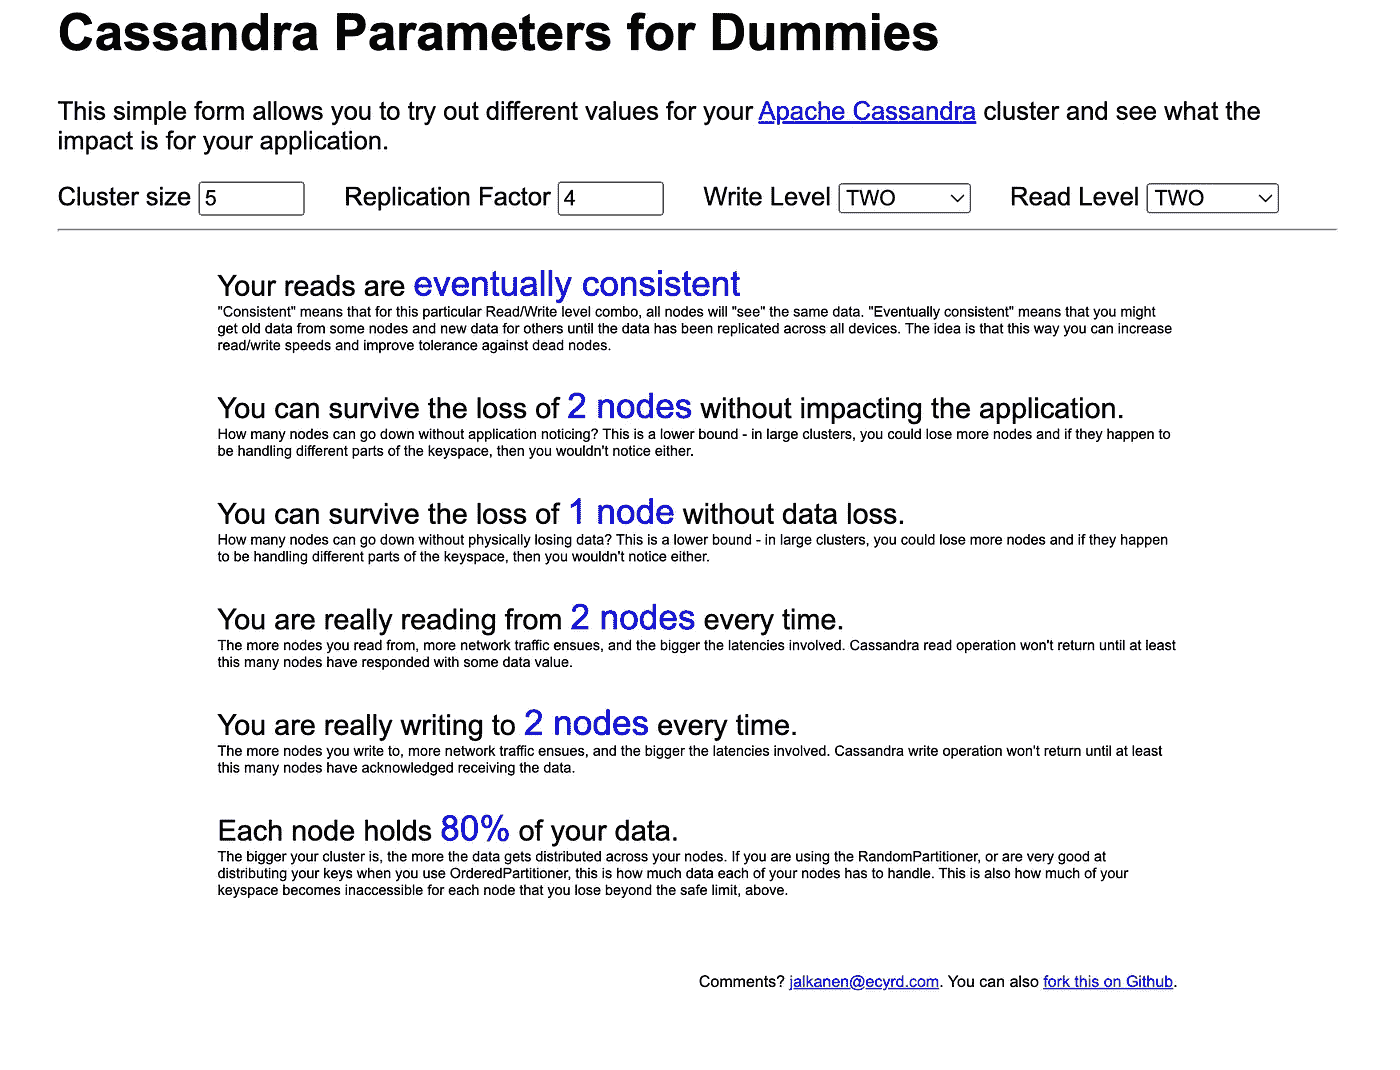 Cassandra Parameters for Dummies
This simple form allows you to try out different values for your Apache Cassandra cluster and see what the
impact is for your application.
Cluster size 5 Replication Factor 4 Write Level TWO Read Level TWO
Your reads are eventually consistent
"Consistent" means that for this particular Read/Write level combo, all nodes will "see" the same data. "Eventually consistent" means that you might
get old data from some nodes and new data for others until the data has been replicated across all devices. The idea is that this way you can increase
read/write speeds and improve tolerance against dead nodes.
You can survive the loss of 2 nodes without impacting the application.
How many nodes can go down without application noticing? This is a lower bound - in large clusters, you could lose more nodes and if they happen to
be handling different parts of the keyspace, then you wouldn't notice either.
You can survive the loss of 1 node without data loss.
How many nodes can go down without physically losing data? This is a lower bound - in large clusters, you could lose more nodes and if they happen
to be handling different parts of the keyspace, then you wouldn't notice either.
You are really reading from 2 nodes every time.
The more nodes you read from, more network traffic ensues, and the bigger the latencies involved. Cassandra read operation won't return until at least
this many nodes have responded with some data value.
You are really writing to 2 nodes every time.
The more nodes you write to, more network traffic ensues, and the bigger the latencies involved. Cassandra write operation won't return until at least
this many nodes have acknowledged receiving the data.
Each node holds 80% of your data.
The bigger your cluster is, the more the data gets distributed across your nodes. If you are using the RandomPartitioner, or are very good at
distributing your keys when you use OrderedPartitioner, this is how much data each of your nodes has to handle. This is also how much of your
keyspace becomes inaccessible for each node that you lose beyond the safe limit, above.
Comments? jalkanen@ecyrd.com. You can also fork this on Github.